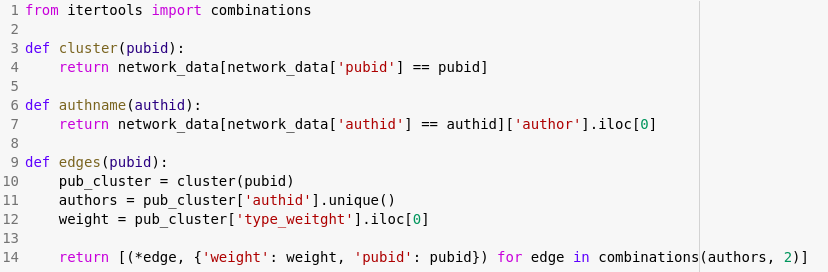 1 from itertools import combinations
2
3 def cluster(pubid):
4     return network_data[network_data['pubid'] == pubid]
5
6 def authname(authid):
7     return network_data[network_data['authid'] == authid]['author'].iloc[0]
8
9 def edges(pubid):
10     pub_cluster = cluster(pubid)
11     authors = pub_cluster['authid'].unique()
12     weight = pub_cluster['type_weitght'].iloc[0]
13
14     return [(*edge, {'weight': weight, 'pubid': pubid}) for edge in combinations(authors, 2)]